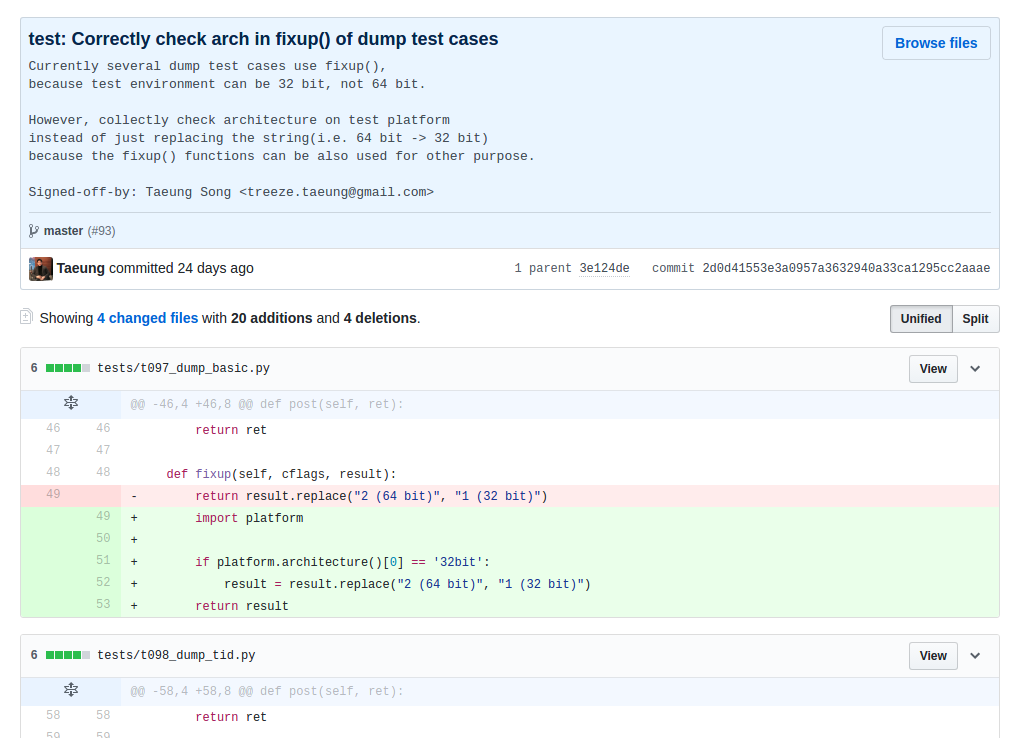 test: Correctly check arch in fixup() of dump test cases
Browse files
Currently several dump test cases use fixup(),
because test environment can be 32 bit, not 64 bit.
However, collectly check architecture on test platform
instead of just replacing the string(i.e. 64 bit -> 32 bit)
because the fixup() functions can be also used for other purpose.
Signed-off-by: Taeung Song <treeze.taeung@gmail.com>
master (#93)
Taeung committed 24 days ago
1 parent 3e124de commit 2d0d41553e3a0957a3632940a33ca1295cc2aaae
Showing 4 changed files with 20 additions and 4 deletions.
Unified Split
6 tests/t097_dump_basic.py
View
@@ -46,4 +46,8 @@ def post(self, ret):
46 46 return ret
47 47
48 48 def fixup(self, cflags, result):
49 - return result.replace("2 (64 bit)", "1 (32 bit)")
49 + import platform
50 +
51 + if platform.architecture()[0] == '32bit':
52 + result = result.replace("2 (64 bit)", "1 (32 bit)")
53 + return result
6 tests/t098_dump_tid.py
View
@@ -58,4 +58,8 @@ def post(self, ret):
58 58 return ret
59 59